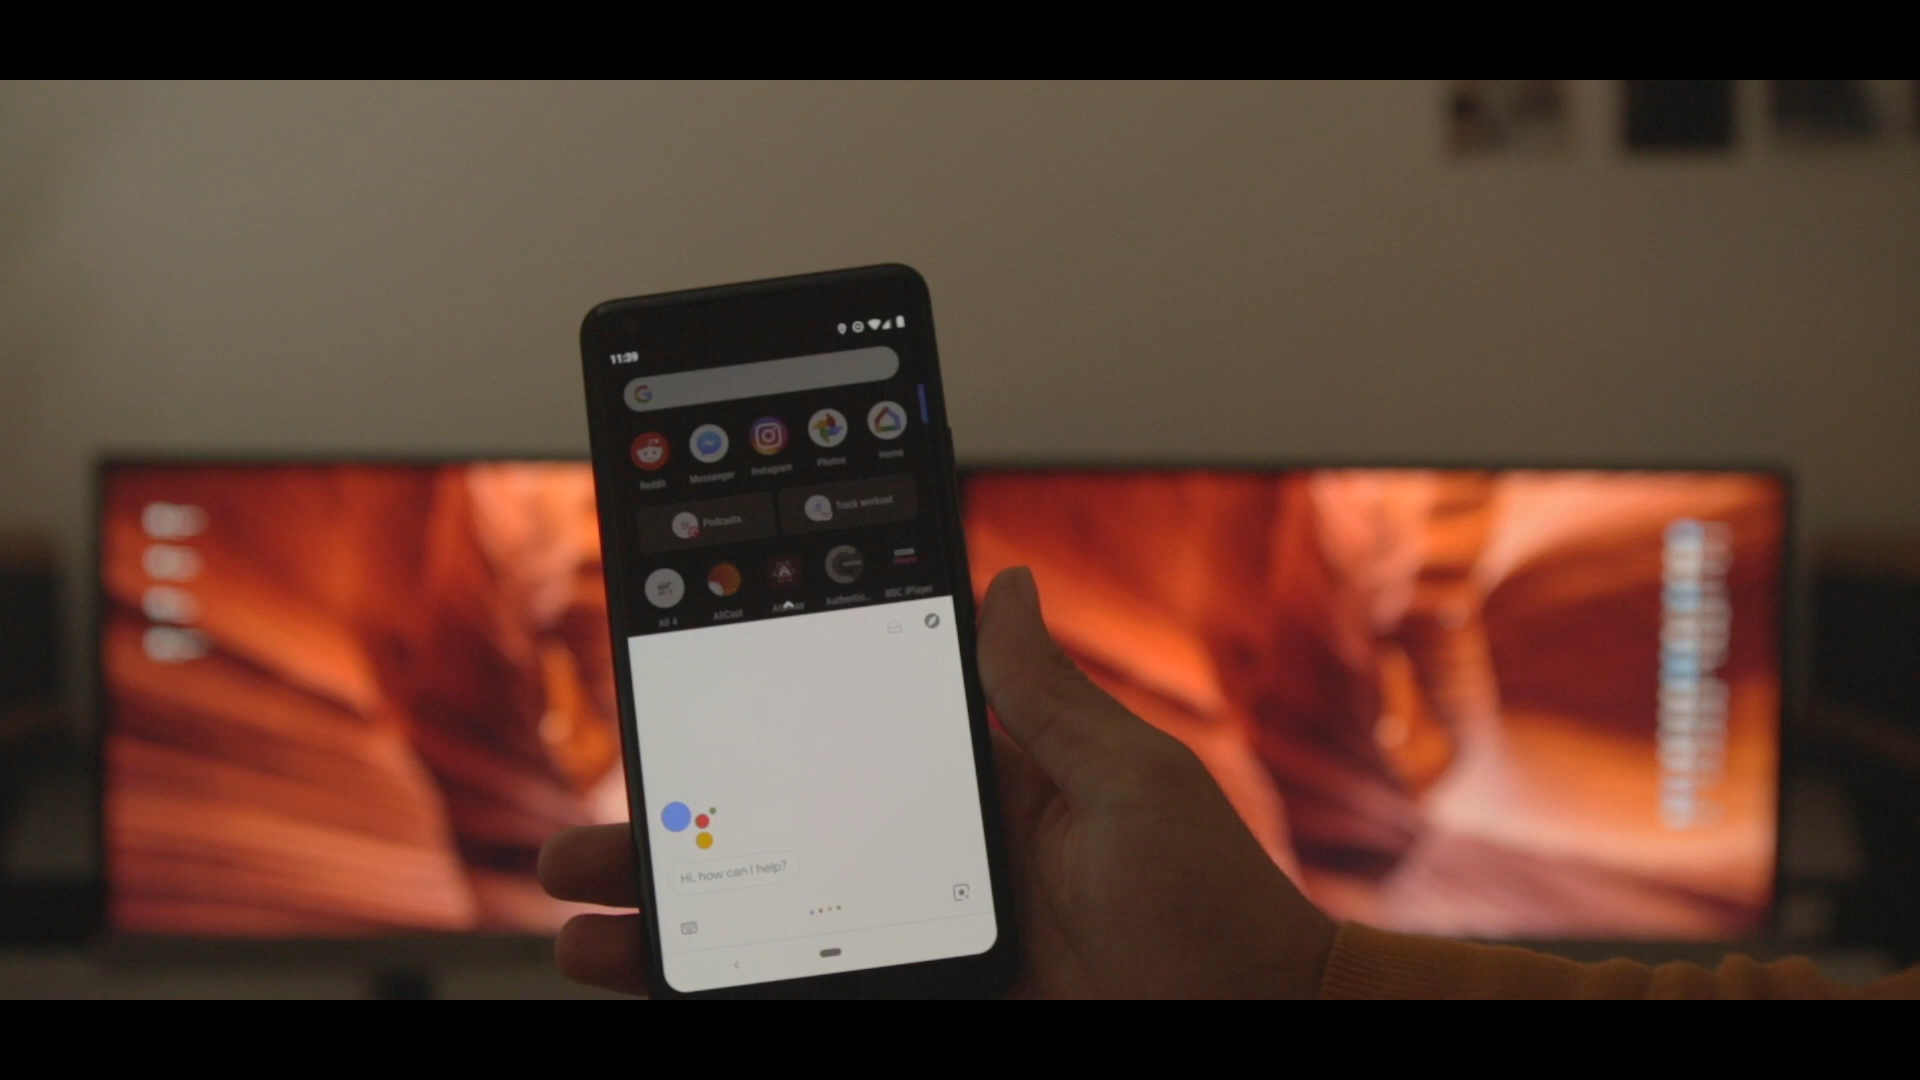 11:39
Reddit
Messenger
Instagram
Photos
Home
Podcasts
Track workout
All 4
AllCast
Authentic...
BBC iPlayer
Hi, how can I help?